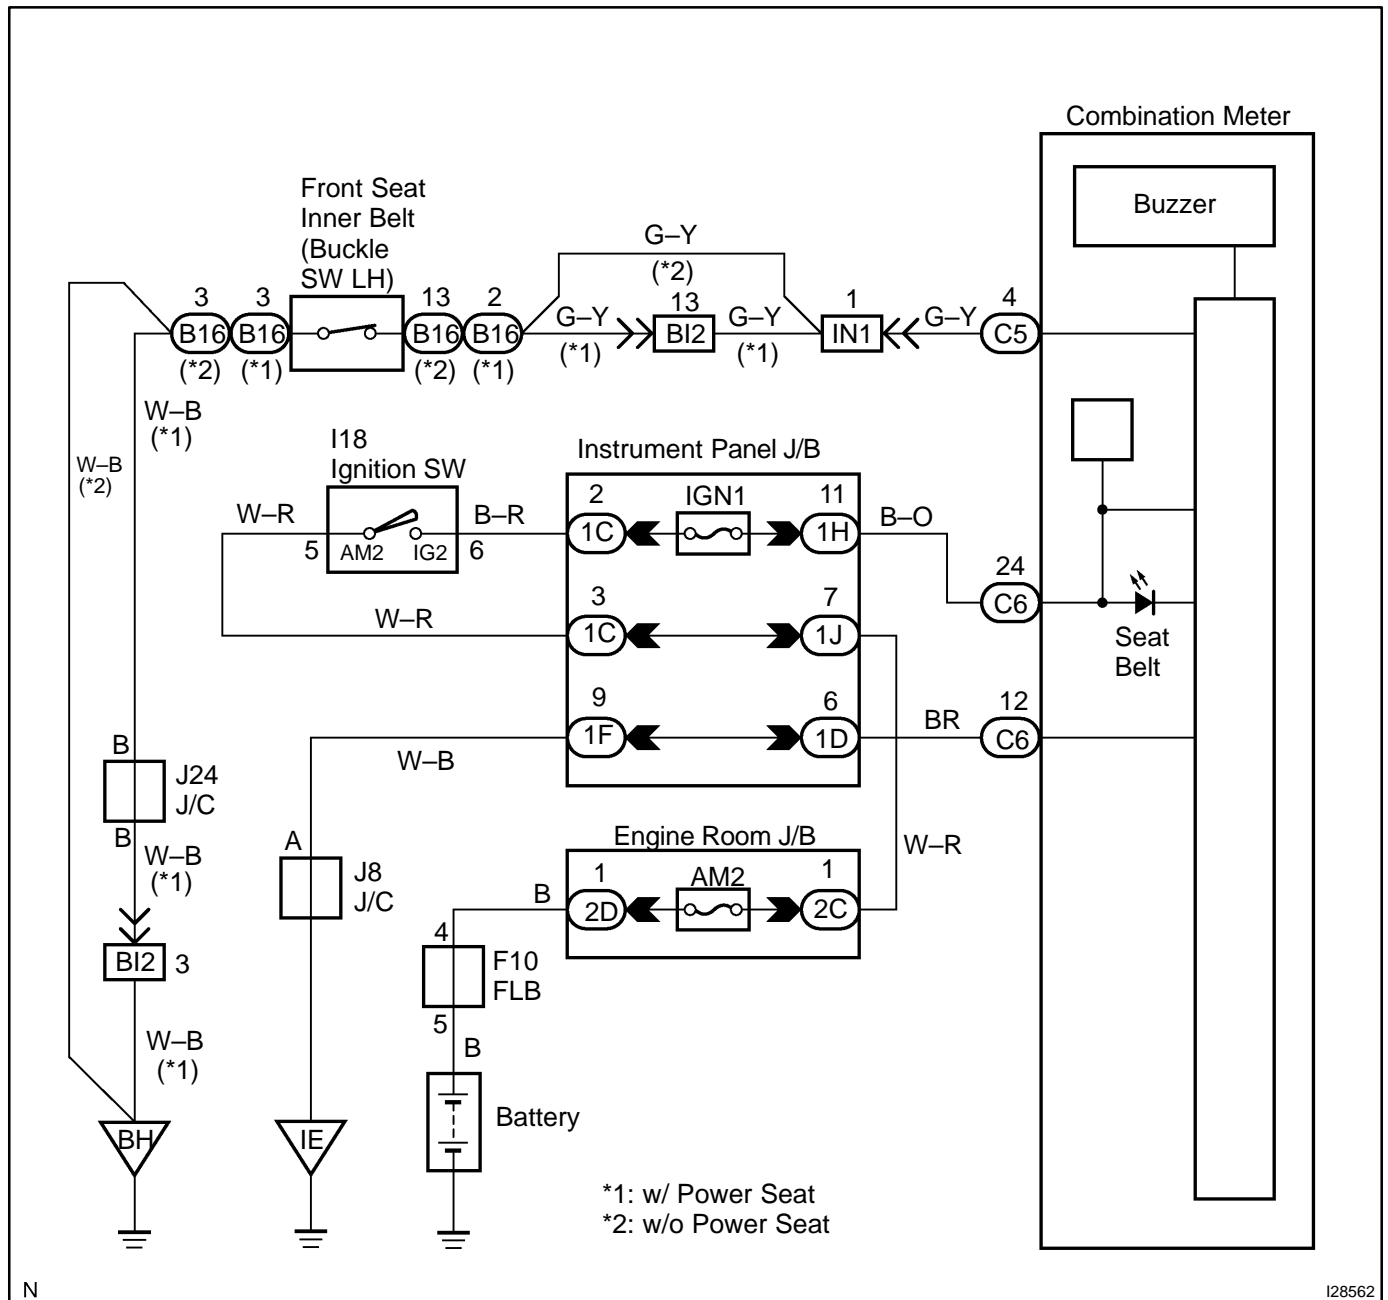 Combination Meter
Buzzer
Front Seat
Inner Belt
(Buckle
SW LH)
G–Y
(*2)
3
3
13
2
13
1
4
B16
B16
B16
B16
G–Y
BI2
G–Y
IN1
G–Y
C5
(*2)
(*1)
(*2)
(*1)
(*1)
(*1)
W–B
(*1)
W–B
(*2)
I18
Ignition SW
Instrument Panel J/B
W–R
5
AM2
IG2
B–R
6
2
1C
IGN1
11
1H
B–O
24
C6
W–R
3
1C
7
1J
Seat
Belt
9
1F
6
1D
BR
12
C6
W–B
B
J24
J/C
B
W–B
(*1)
A
J8
J/C
Engine Room J/B
W–R
B
1
2D
AM2
1
2C
4
F10
FLB
5
B
BI2
3
W–B
(*1)
Battery
BH
IE
*1: w/ Power Seat
*2: w/o Power Seat
N
I28562